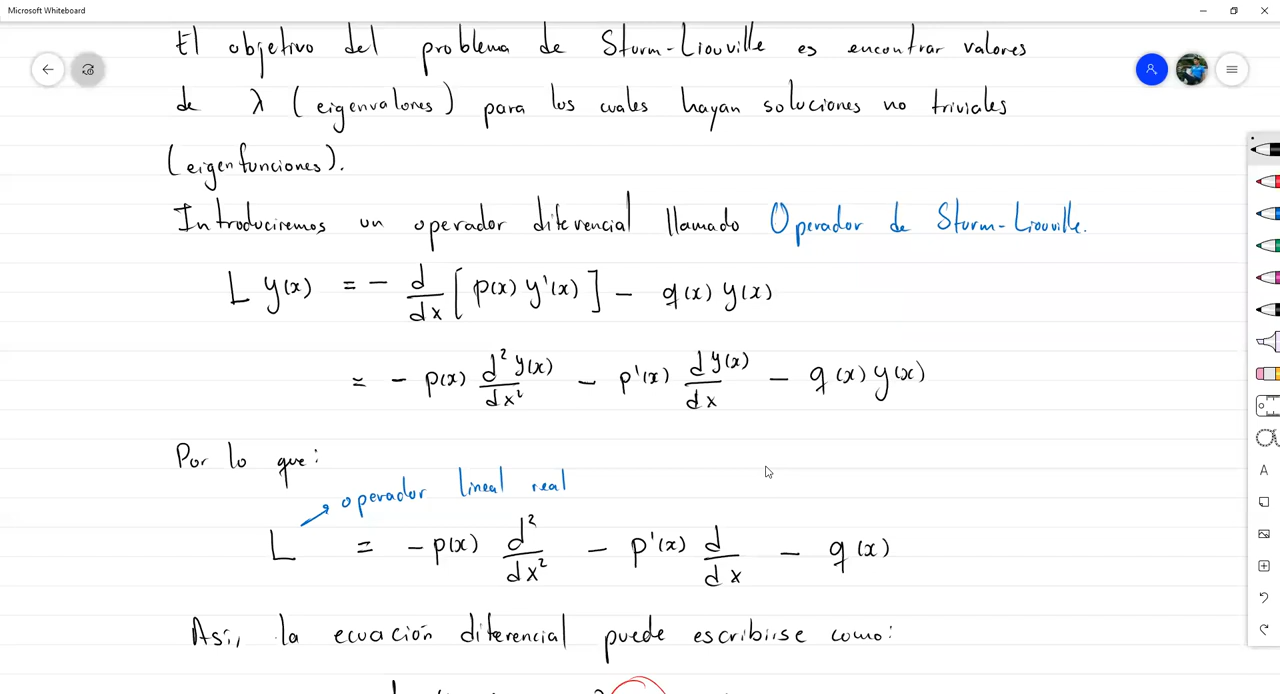 Microsoft Whiteboard
El objetivo del problema de Sturm-Liouville es encontrar valores
de λ (eigenvalores) para los cuales hayan soluciones no triviales
(eigenfunciones).
Introduciremos un operador diferencial llamado Operador de Sturm-Liouville.
L y(x) = - d/dx [p(x) y'(x)] - q(x) y(x)
= - p(x) d²y(x)/dx² - p'(x) dy(x)/dx - q(x) y(x)
Por lo que:
operador lineal real
L = -p(x) d²/dx² - p'(x) d/dx - q(x)
Así, la ecuación diferencial puede escribirse como: